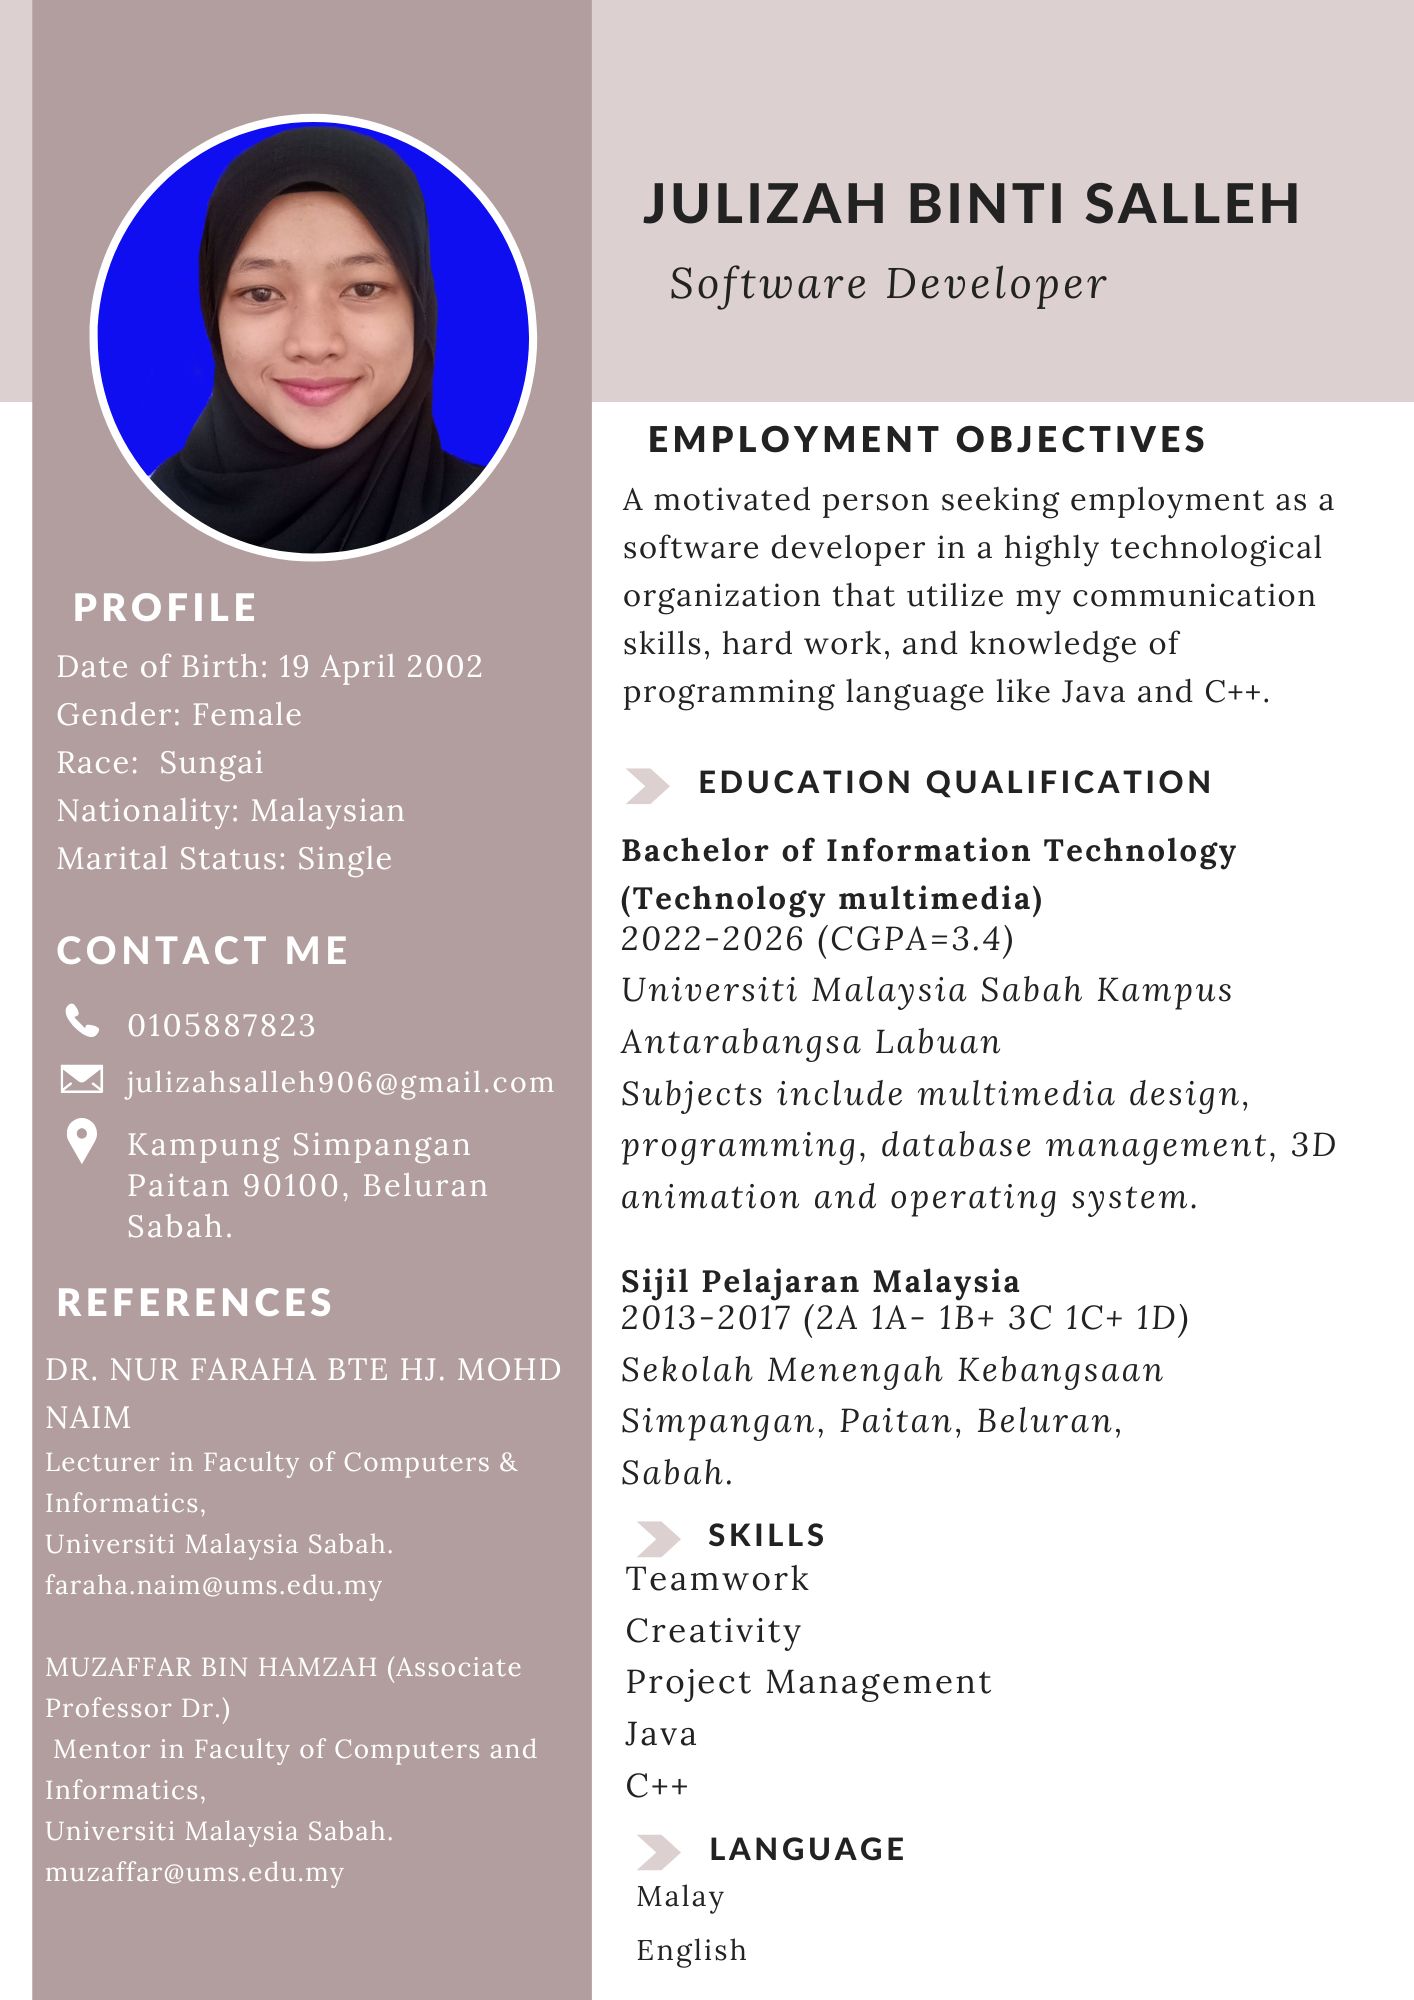 JULIZAH BINTI SALLEH
Software Developer
PROFILE
Date of Birth: 19 April 2002
Gender: Female
Race:  Sungai
Nationality: Malaysian
Marital Status: Single
CONTACT ME
0105887823
julizahsalleh906@gmail.com
Kampung Simpangan
Paitan 90100, Beluran
Sabah.
REFERENCES
DR. NUR FARAHA BTE HJ. MOHD
NAIM
Lecturer in Faculty of Computers &
Informatics,
Universiti Malaysia Sabah.
faraha.naim@ums.edu.my
MUZAFFAR BIN HAMZAH (Associate
Professor Dr.)
Mentor in Faculty of Computers and
Informatics,
Universiti Malaysia Sabah.
muzaffar@ums.edu.my
EMPLOYMENT OBJECTIVES
A motivated person seeking employment as a
software developer in a highly technological
organization that utilize my communication
skills, hard work, and knowledge of
programming language like Java and C++.
EDUCATION QUALIFICATION
Bachelor of Information Technology
(Technology multimedia)
2022-2026 (CGPA=3.4)
Universiti Malaysia Sabah Kampus
Antarabangsa Labuan
Subjects include multimedia design,
programming, database management, 3D
animation and operating system.
Sijil Pelajaran Malaysia
2013-2017 (2A 1A- 1B+ 3C 1C+ 1D)
Sekolah Menengah Kebangsaan
Simpangan, Paitan, Beluran,
Sabah.
SKILLS
Teamwork
Creativity
Project Management
Java
C++
LANGUAGE
Malay
English